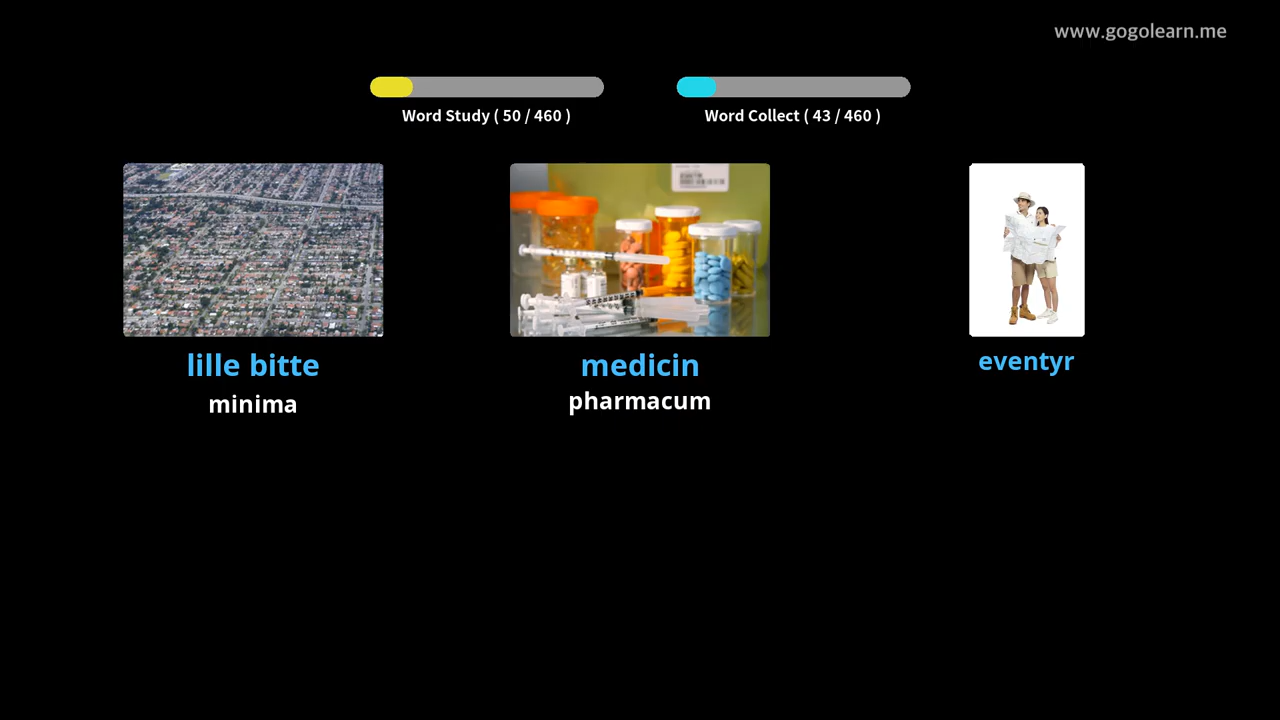 www.gogolearn.me
Word Study ( 50 / 460 )
Word Collect ( 43 / 460 )
lille bitte
minima
medicin
pharmacum
eventyr